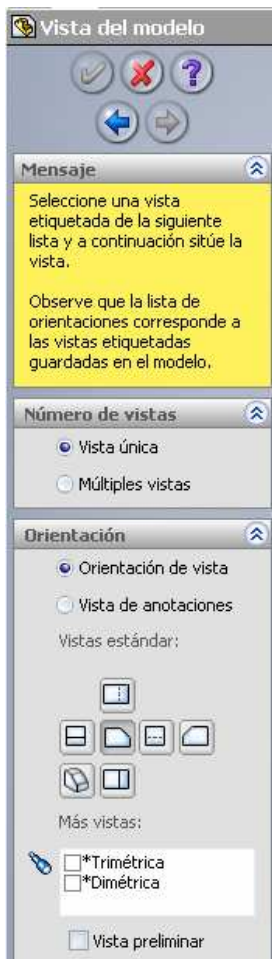 Vista del modelo
Mensaje
Seleccione una vista
etiquetada de la siguiente
lista y a continuación sitúe la
vista.
Observe que la lista de
orientaciones corresponde a
las vistas etiquetadas
guardadas en el modelo.
Número de vistas
Vista única
Múltiples vistas
Orientación
Orientación de vista
Vista de anotaciones
Vistas estándar:
Más vistas:
*Trimétrica
*Dimétrica
Vista preliminar